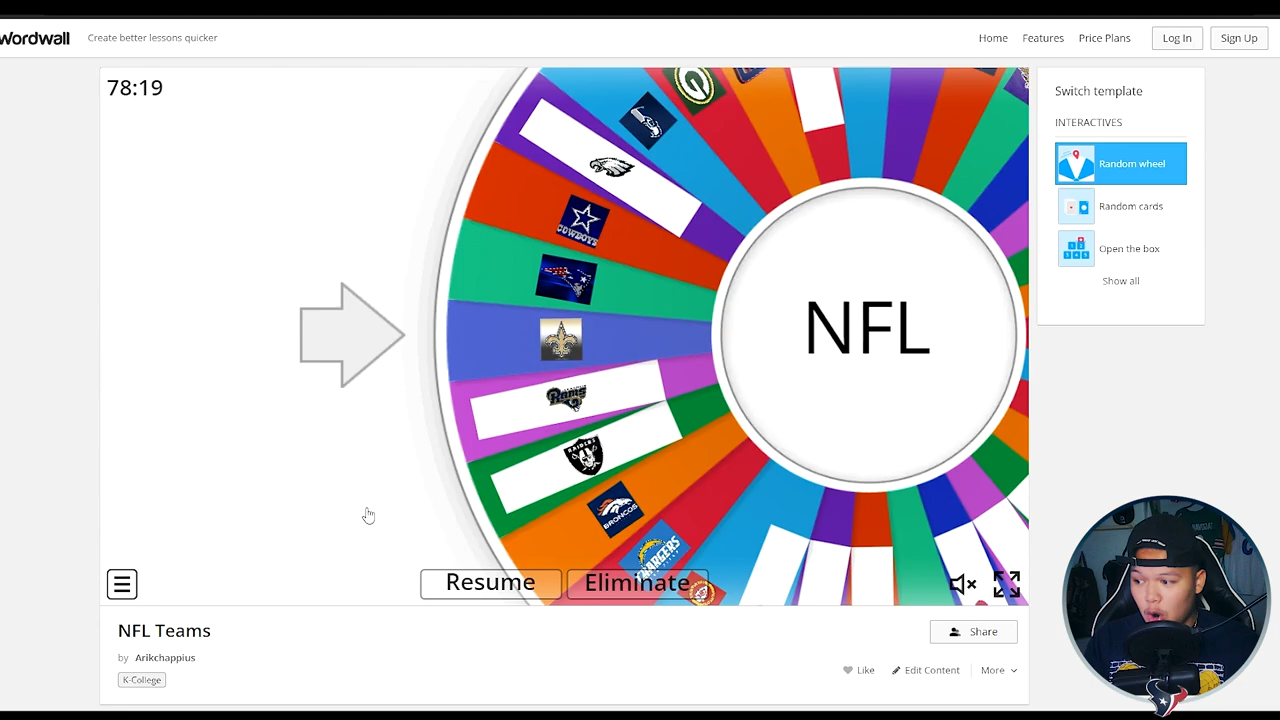 Wordwall
Create better lessons quicker
Home
Features
Price Plans
Log In
Sign Up
78:19
COWBOYS
Rams
RAIDERS
BRONCOS
CHARGERS
NFL
Resume
Eliminate
Switch template
INTERACTIVES
Random wheel
Random cards
Open the box
Show all
NFL Teams
by Arikchappius
K-College
Share
Like
Edit Content
More